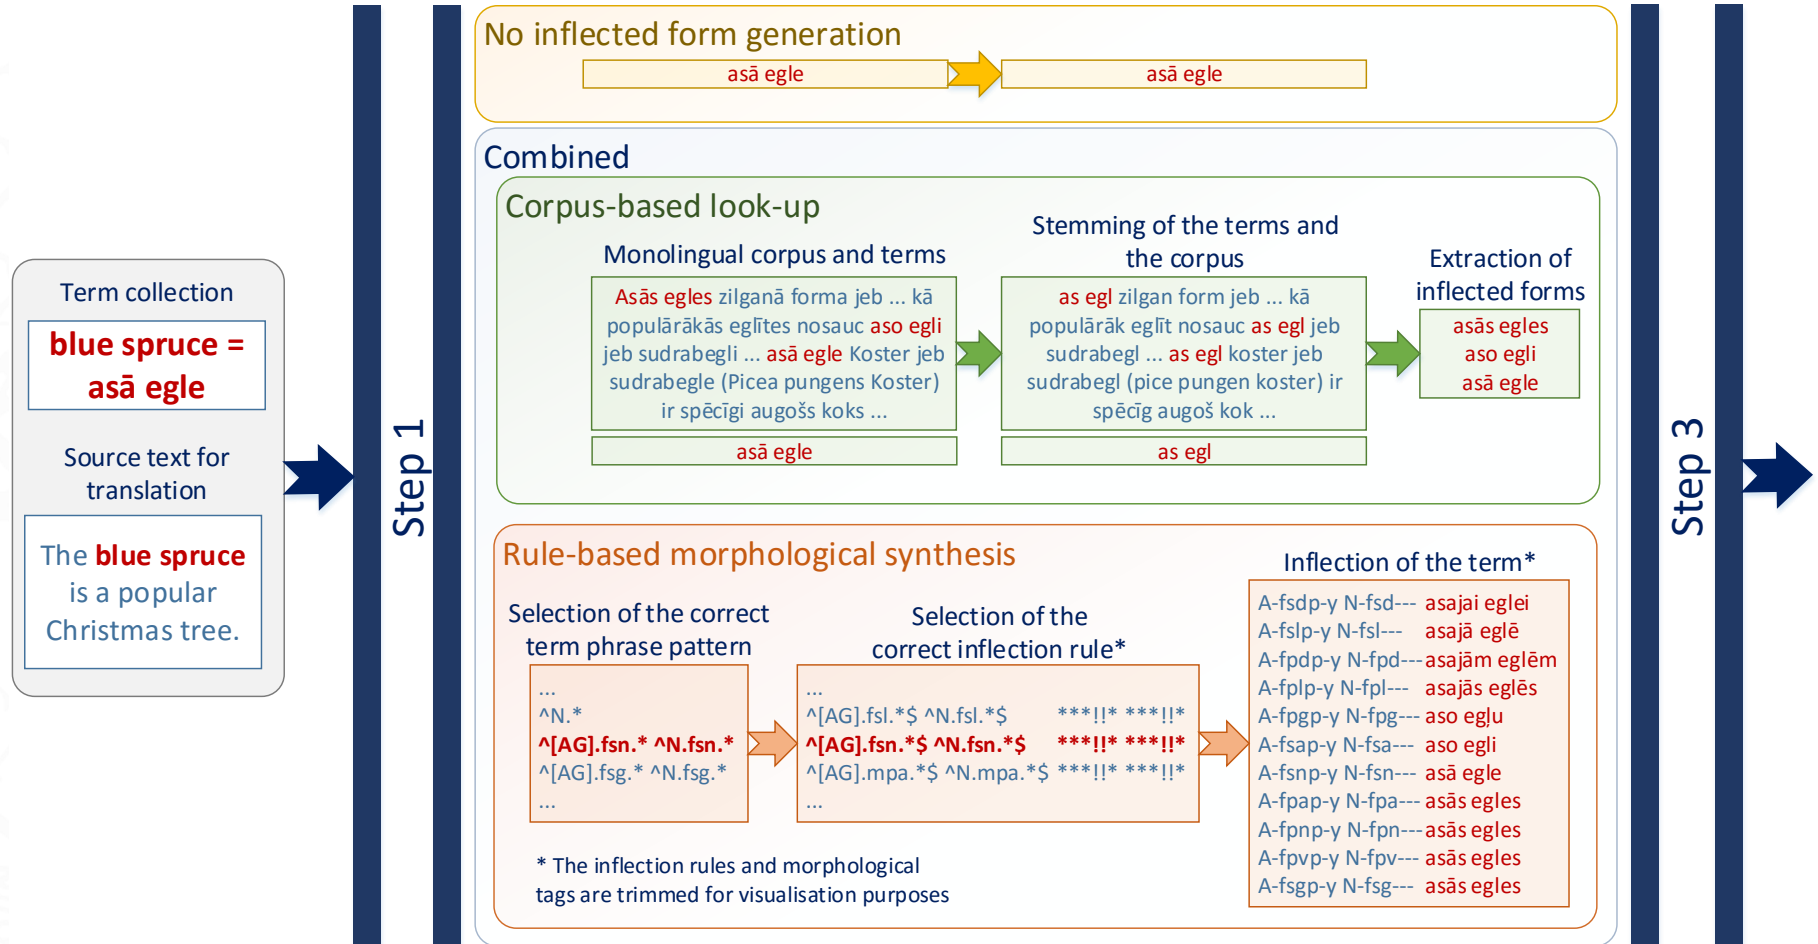 Term collection
blue spruce =
asā egle
Source text for
translation
The blue spruce
is a popular
Christmas tree.
Step 1
No inflected form generation
asā egle
asā egle
Combined
Corpus-based look-up
Monolingual corpus and terms
Asās egles zilganā forma jeb ... kā
populārākās eglītes nosauc aso egli
jeb sudrabegli ... asā egle Koster jeb
sudrabegle (Picea pungens Koster)
ir spēcīgi augošs koks ...
asā egle
Stemming of the terms and
the corpus
as egl zilgan form jeb ... kā
populārāk eglīt nosauc as egl jeb
sudrabegl ... as egl koster jeb
sudrabegl (pice pungen koster) ir
spēcīg augoš kok ...
as egl
Extraction of
inflected forms
asās egles
aso egli
asā egle
Rule-based morphological synthesis
Selection of the correct
term phrase pattern
...
^N.*
^[AG].fsn.* ^N.fsn.*
^[AG].fsg.* ^N.fsg.*
...
Selection of the
correct inflection rule*
...
^[AG].fsl.*$ ^N.fsl.*$ ***!!* ***!!*
^[AG].fsn.*$ ^N.fsn.*$ ***!!* ***!!*
^[AG].mpa.*$ ^N.mpa.*$ ***!!* ***!!*
...
Inflection of the term*
A-fsdp-y N-fsd--- asajai eglei
A-fslp-y N-fsl--- asajā eglē
A-fpdp-y N-fpd--- asajām eglēm
A-fplp-y N-fpl--- asajās eglēs
A-fpgp-y N-fpg--- aso egļu
A-fsap-y N-fsa--- aso egli
A-fsnp-y N-fsn--- asā egle
A-fpap-y N-fpa--- asās egles
A-fpnp-y N-fpn--- asās egles
A-fpvp-y N-fpv--- asās egles
A-fsgp-y N-fsg--- asās egles
* The inflection rules and morphological
tags are trimmed for visualisation purposes
Step 3